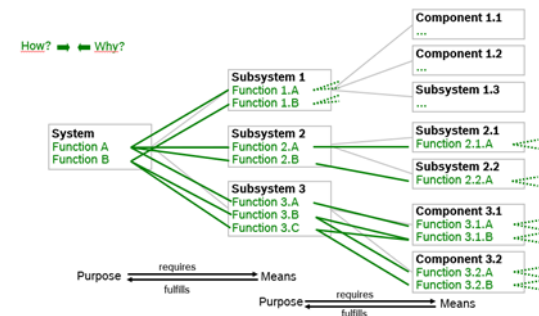 How? Why?
System
Function A
Function B
Subsystem 1
Function 1.A
Function 1.B
Subsystem 2
Function 2.A
Function 2.B
Subsystem 3
Function 3.A
Function 3.B
Function 3.C
Component 1.1
...
Component 1.2
...
Subsystem 1.3
...
Subsystem 2.1
Function 2.1.A
Subsystem 2.2
Function 2.2.A
Component 3.1
Function 3.1.A
Function 3.1.B
Component 3.2
Function 3.2.A
Function 3.2.B
requires
Purpose Means
fulfills
requires
Purpose Means
fulfills